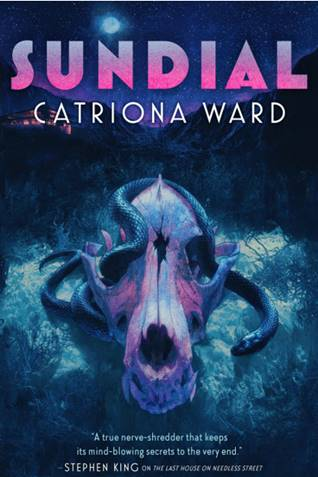 SUNDIAL
CATRIONA WARD
"A true nerve-shredder that keeps
its mind-blowing secrets to the very end."
—STEPHEN KING ON THE LAST HOUSE ON NEEDLESS STREET